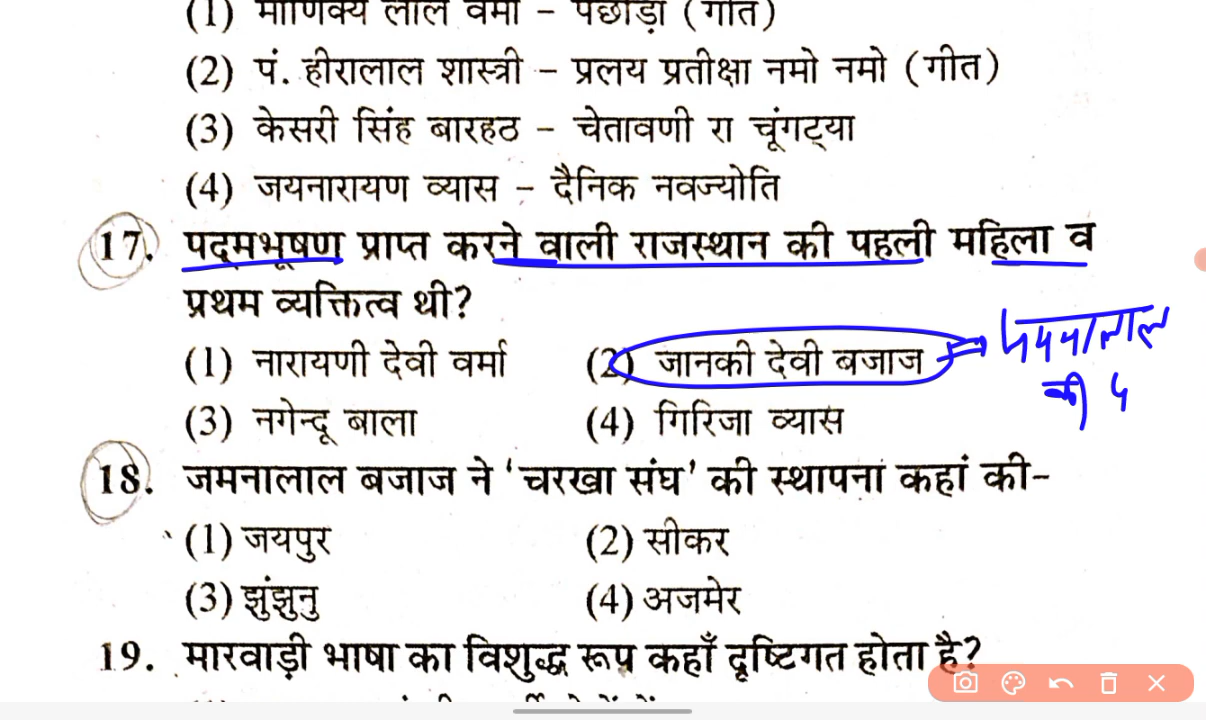 (1) माणिक्य लाल वर्मा – पंछीड़ा (गीत)
(2) पं. हीरालाल शास्त्री – प्रलय प्रतीक्षा नमो नमो (गीत)
(3) केसरी सिंह बारहठ – चेतावणी रा चूंगट्या
(4) जयनारायण व्यास – दैनिक नवज्योति
17. पद्मभूषण प्राप्त करने वाली राजस्थान की पहली महिला व
प्रथम व्यक्तित्व थी?
(1) नारायणी देवी वर्मा (2) जानकी देवी बजाज
की प
(3) नगेन्दू बाला (4) गिरिजा व्यास
18. जमनालाल बजाज ने ‘चरखा संघ’ की स्थापना कहां की–
(1) जयपुर (2) सीकर
(3) झुंझुनु (4) अजमेर
19. मारवाड़ी भाषा का विशुद्ध रूप कहाँ दृष्टिगत होता है?